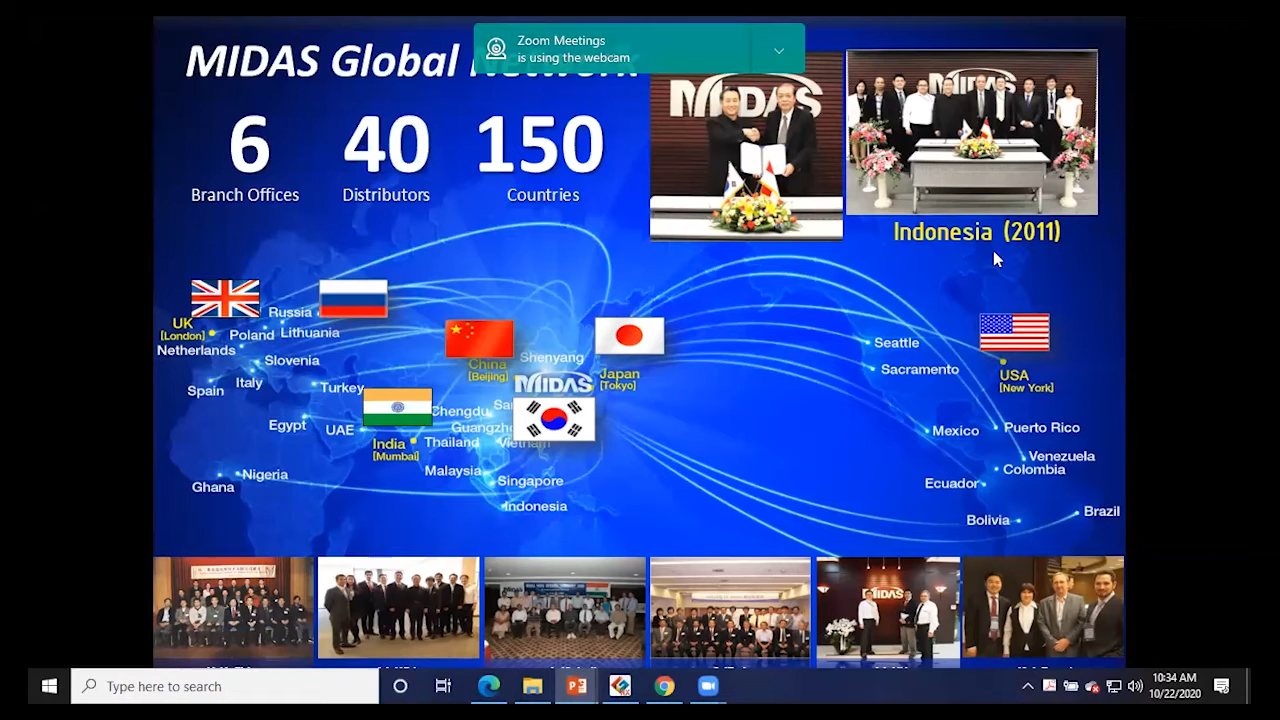 Zoom Meetings
is using the webcam
MIDAS Global Network
MIDAS
MIDAS
6
40
150
Branch Offices
Distributors
Countries
Indonesia (2011)
Russia
UK
[London]
Poland
Lithuania
Netherlands
Slovenia
Spain
Italy
Turkey
Egypt
UAE
Nigeria
Ghana
China
[Beijing]
Shenyang
MIDAS
Japan
[Tokyo]
Chengdu
India
[Mumbai]
Thailand
Vietnam
Malaysia
Singapore
Indonesia
Seattle
Sacramento
USA
[New York]
Mexico
Puerto Rico
Venezuela
Colombia
Ecuador
Bolivia
Brazil
MIDAS
Type here to search
10:34 AM
10/22/2020